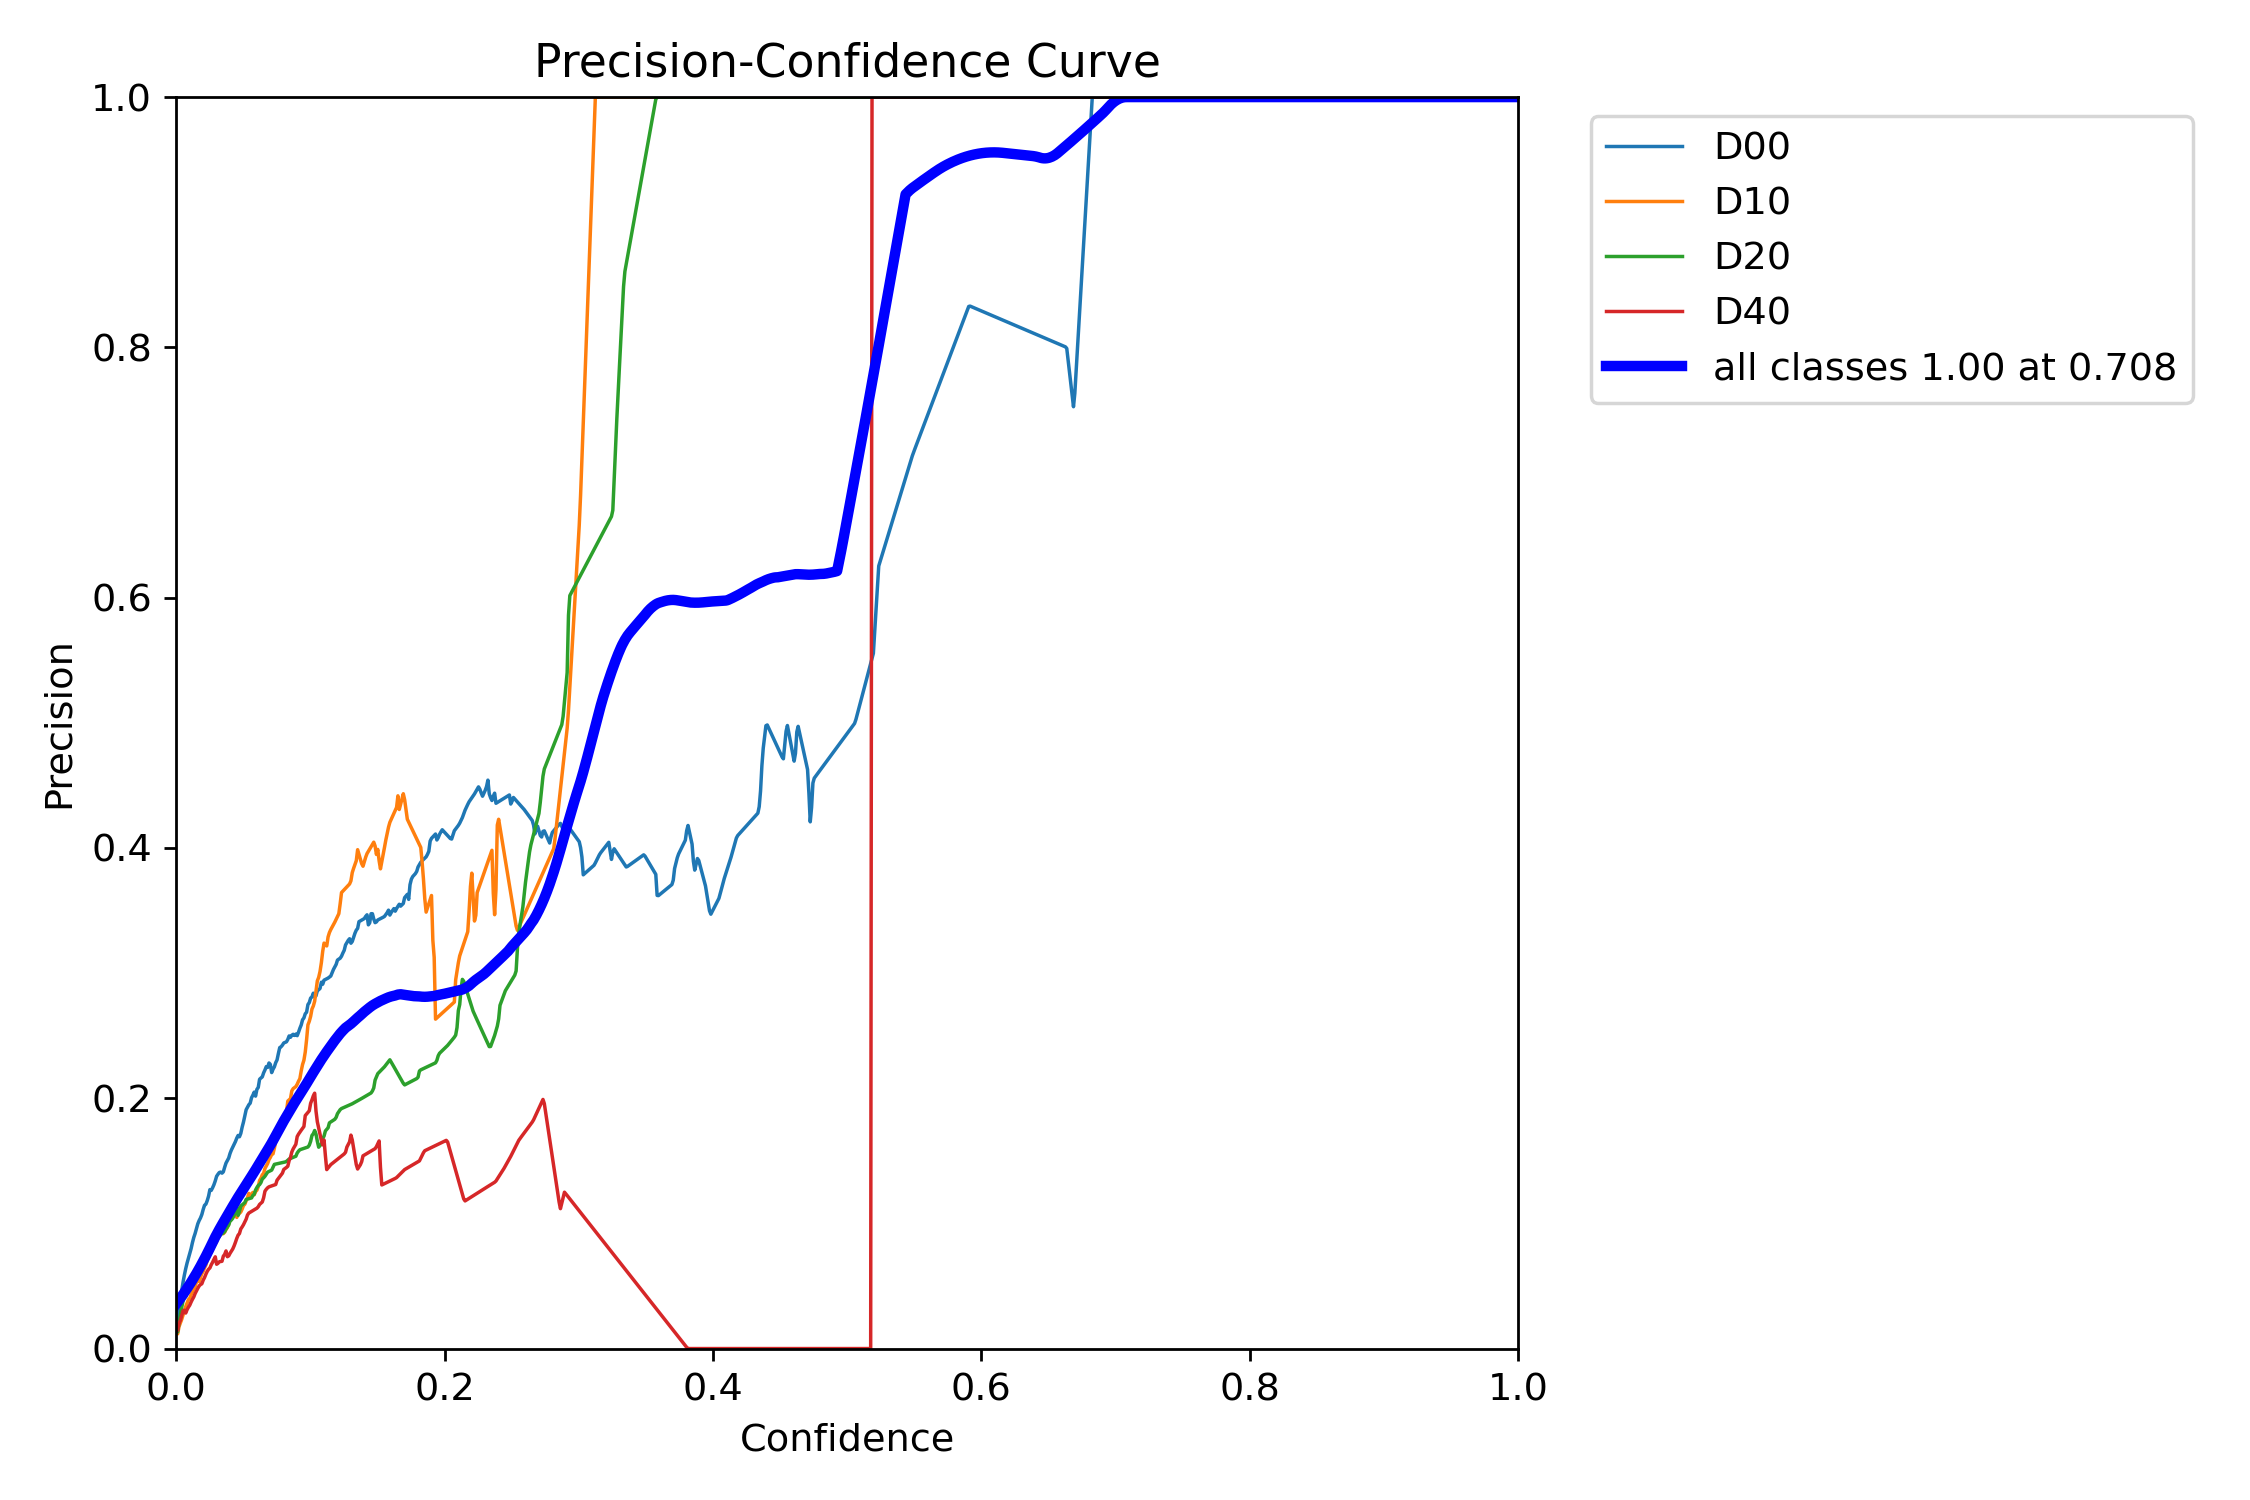 Precision-Confidence Curve
1.0
0.8
0.6
0.4
0.2
0.0
Precision
0.0 0.2 0.4 0.6 0.8 1.0
Confidence
D00
D10
D20
D40
all classes 1.00 at 0.708